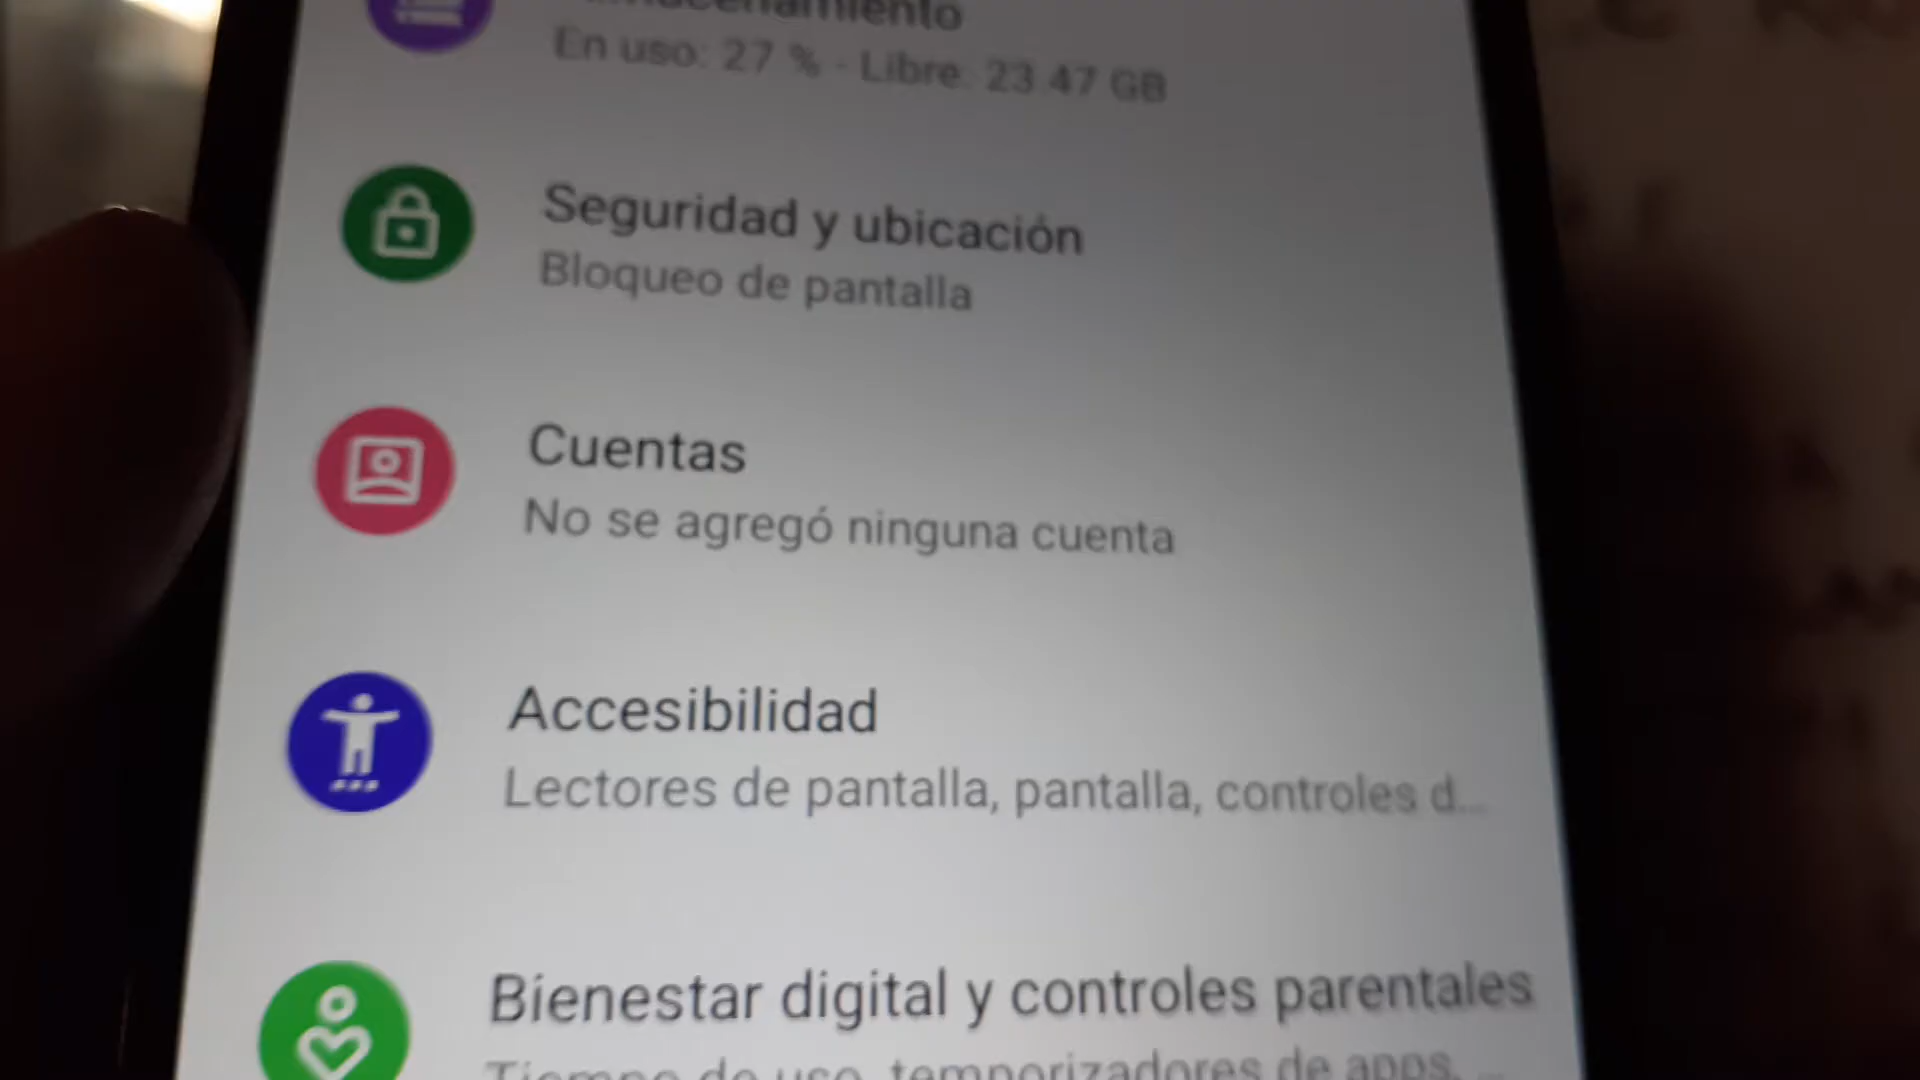 Almacenamiento
En uso: 27 % - Libre: 23.47 GB
Seguridad y ubicación
Bloqueo de pantalla
Cuentas
No se agregó ninguna cuenta
Accesibilidad
Lectores de pantalla, pantalla, controles d...
Bienestar digital y controles parentales
Tiempo de uso, temporizadores de apps, ...